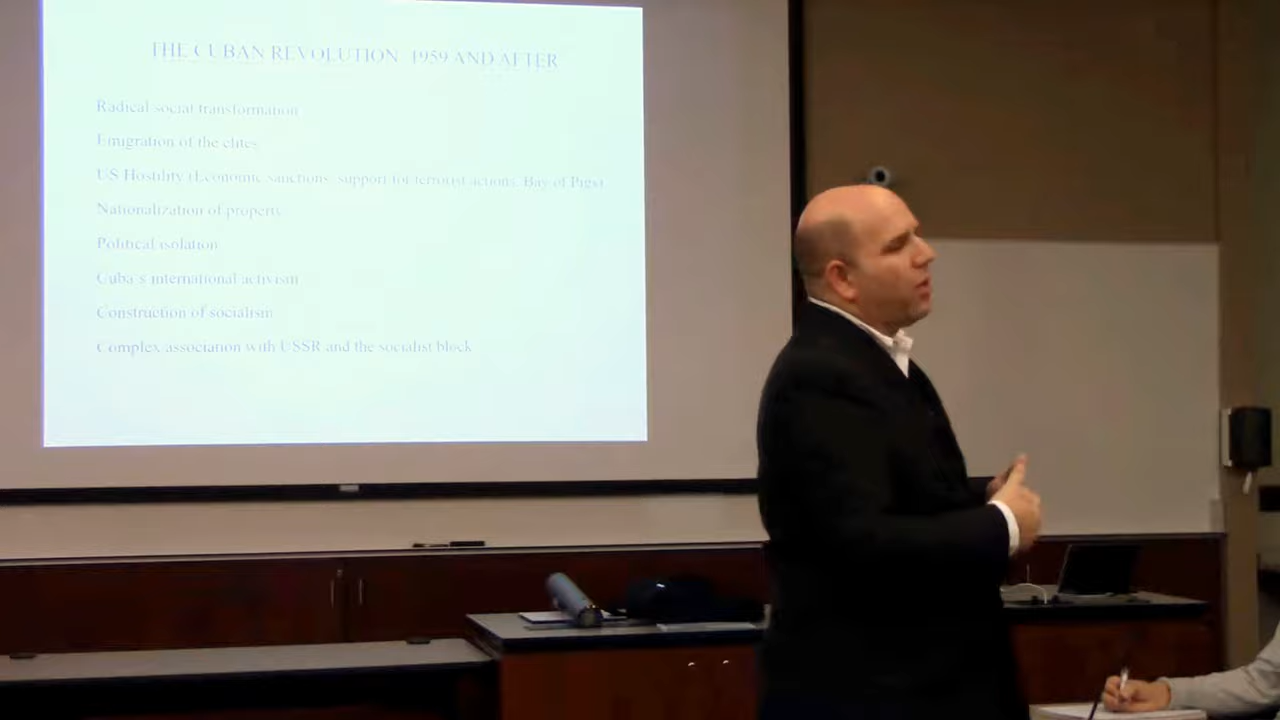 THE CUBAN REVOLUTION 1959 AND AFTER
Radical social transformation
Emigration of the elites
US Hostility (Economic sanctions, support for terrorist actions, Bay of Pigs)
Nationalization of property
Political isolation
Cuba's international activism
Construction of socialism
Complex association with USSR and the socialist block